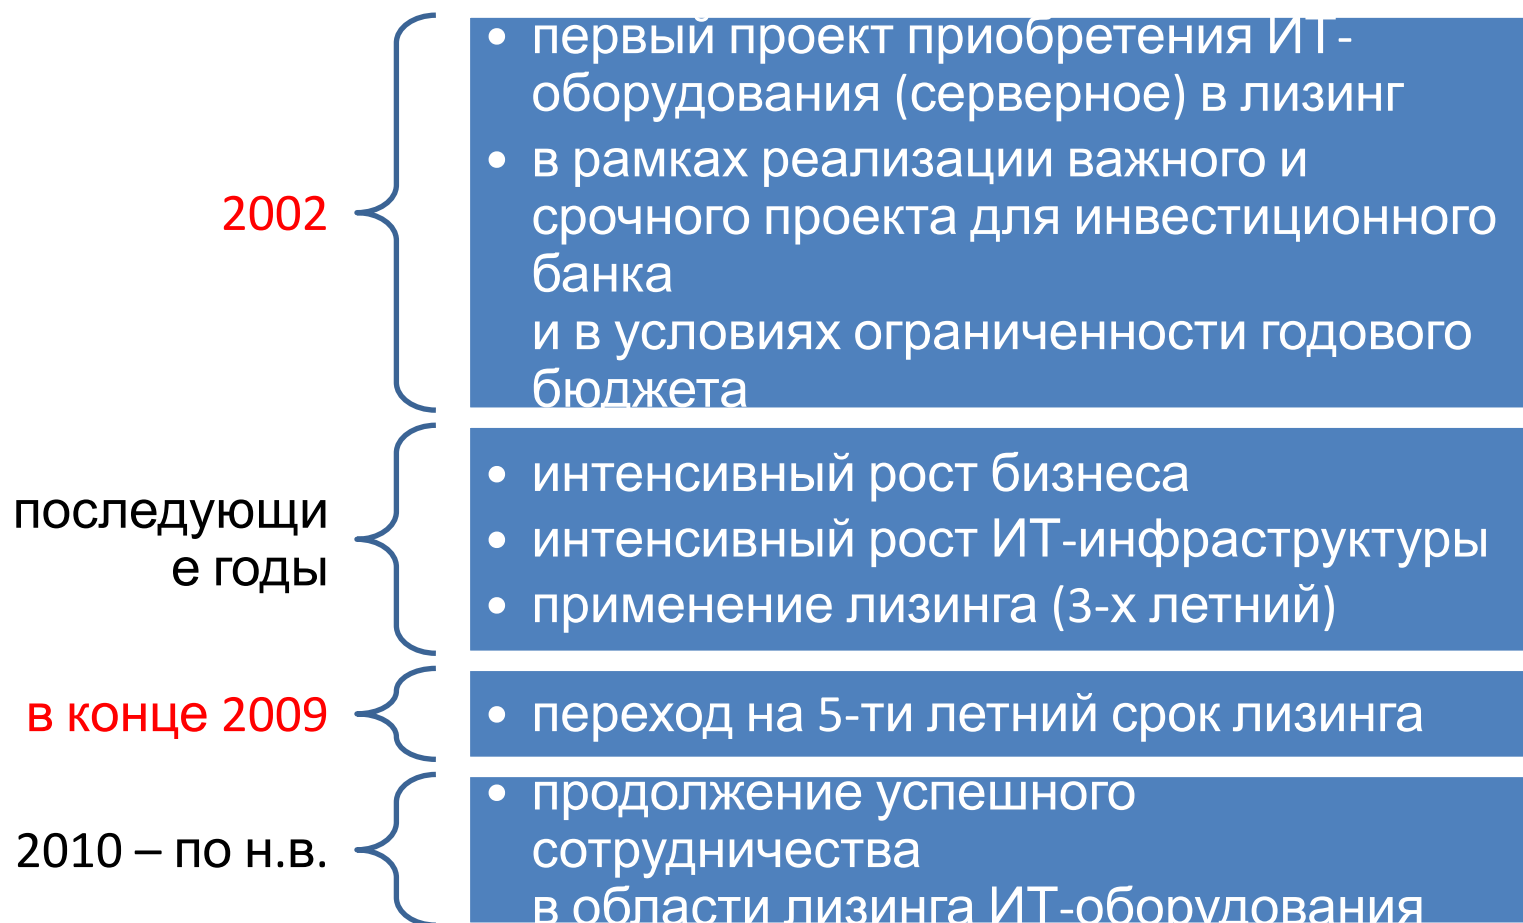 2002
• первый проект приобретения ИТ-
оборудования (серверное) в лизинг
• в рамках реализации важного и
срочного проекта для инвестиционного
банка
и в условиях ограниченности годового
бюджета
последующи
е годы
• интенсивный рост бизнеса
• интенсивный рост ИТ-инфраструктуры
• применение лизинга (3-х летний)
в конце 2009
• переход на 5-ти летний срок лизинга
2010 – по н.в.
• продолжение успешного
сотрудничества
в области лизинга ИТ-оборудования